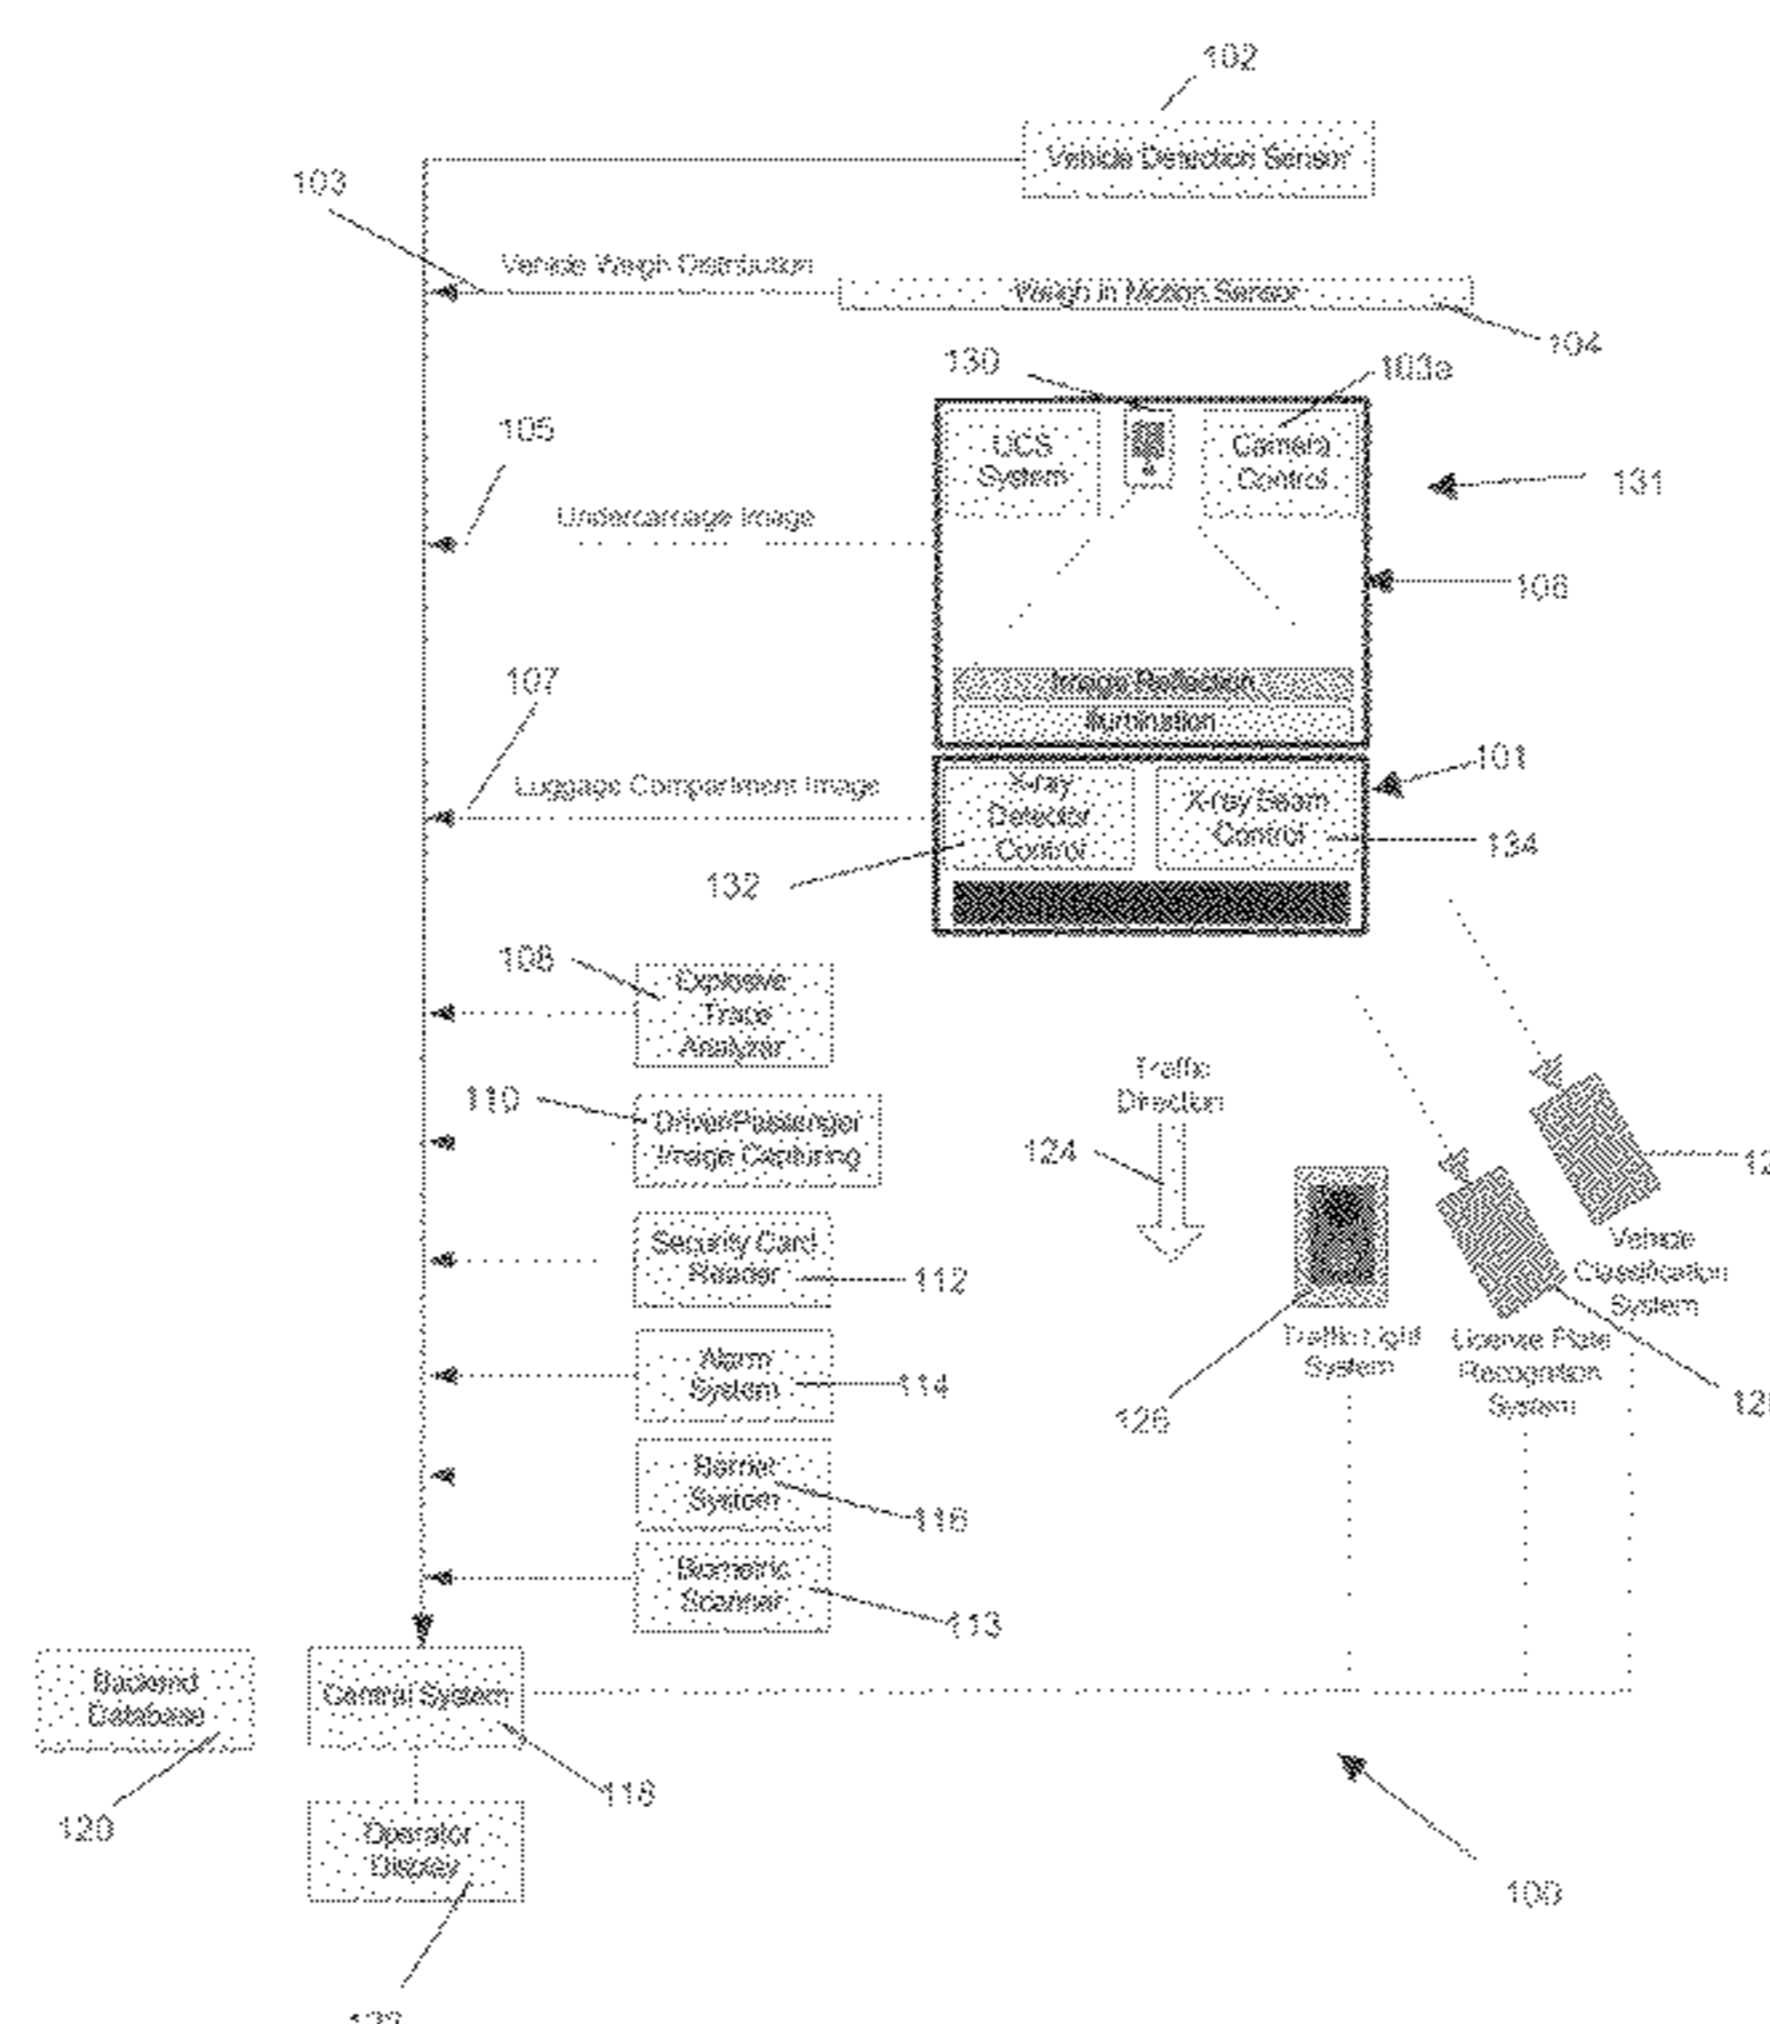 102
Vehicle Detection Sensor
103
Vehicle Weigh Distribution
Weigh in Motion Sensor
104
130
103a
105
UCS
System
Camera
Control
131
Undercarriage Image
106
107
Image Reflection
Illumination
101
Luggage Compartment Image
X-ray
Detector
Control
X-ray Beam
Control
134
132
108
Explosive
Trace
Analyzer
Traffic
Direction
110
Driver/Passenger
Image Capturing
124
Security Card
Reader
112
Vehicle
Classification
System
Traffic Light
System
License Plate
Recognition
System
Alarm
System
114
126
Barrier
System
116
Biometric
Scanner
113
Backend
Database
Central System
118
120
Operator
Display
100